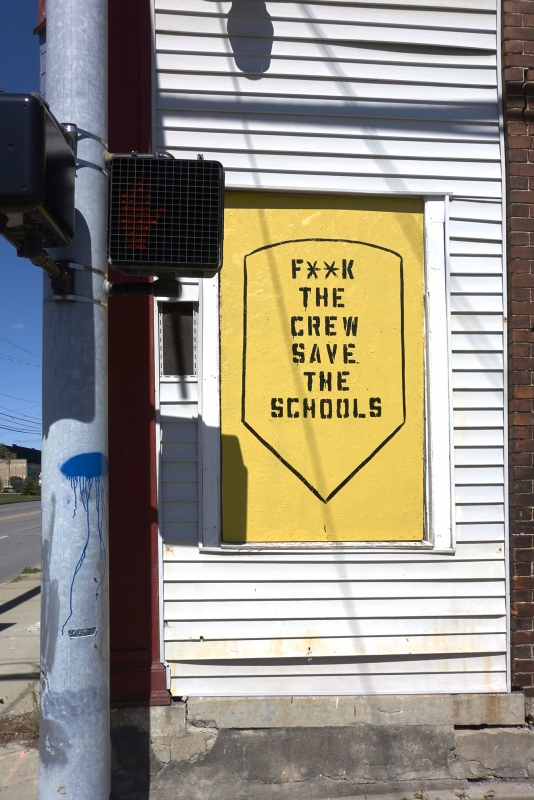 F**K
THE
CREW
SAVE
THE
SCHOOLS